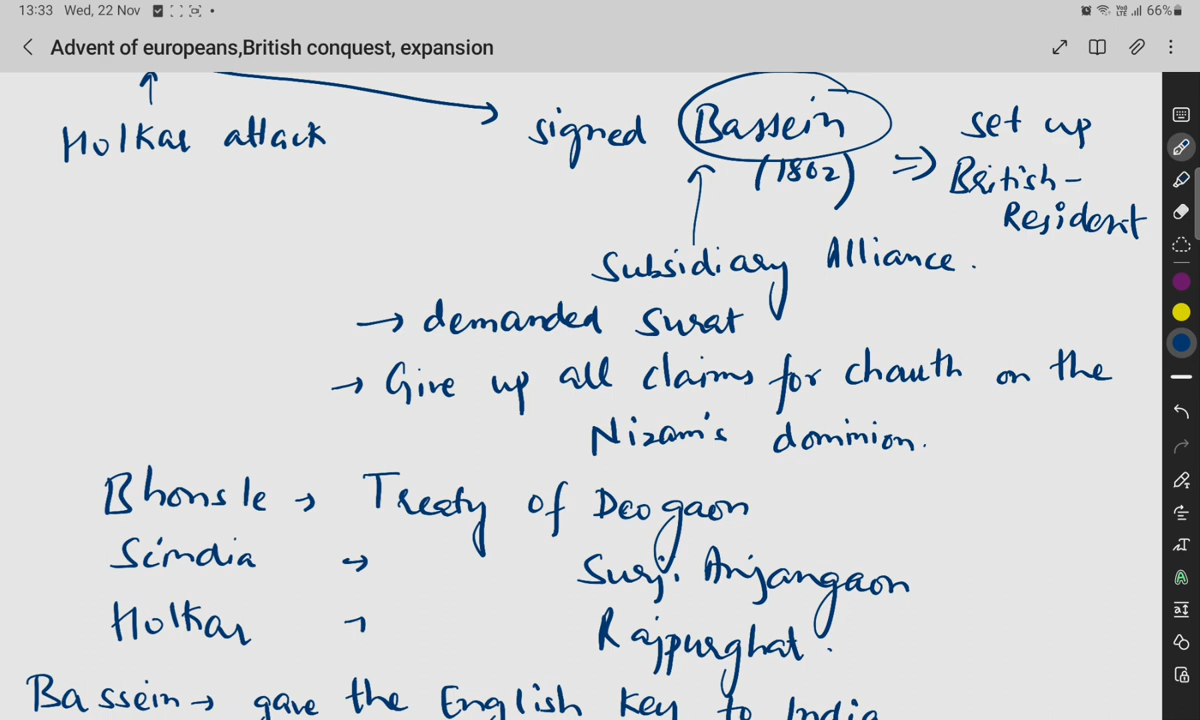 13:33 Wed, 22 Nov
66%
Advent of europeans,British conquest, expansion
Holkar attack
signed Bassein
(1802)
⇒ set up
British-
Resident
Subsidiary Alliance.
→ demanded Surat
→ Give up all claims for chauth on the
Nizam's dominion.
Bhonsle → Treaty of Deogaon
Scindia → Surji Anjangaon
Holkar → Rajpurghat.
Bassein → gave the English Key to India